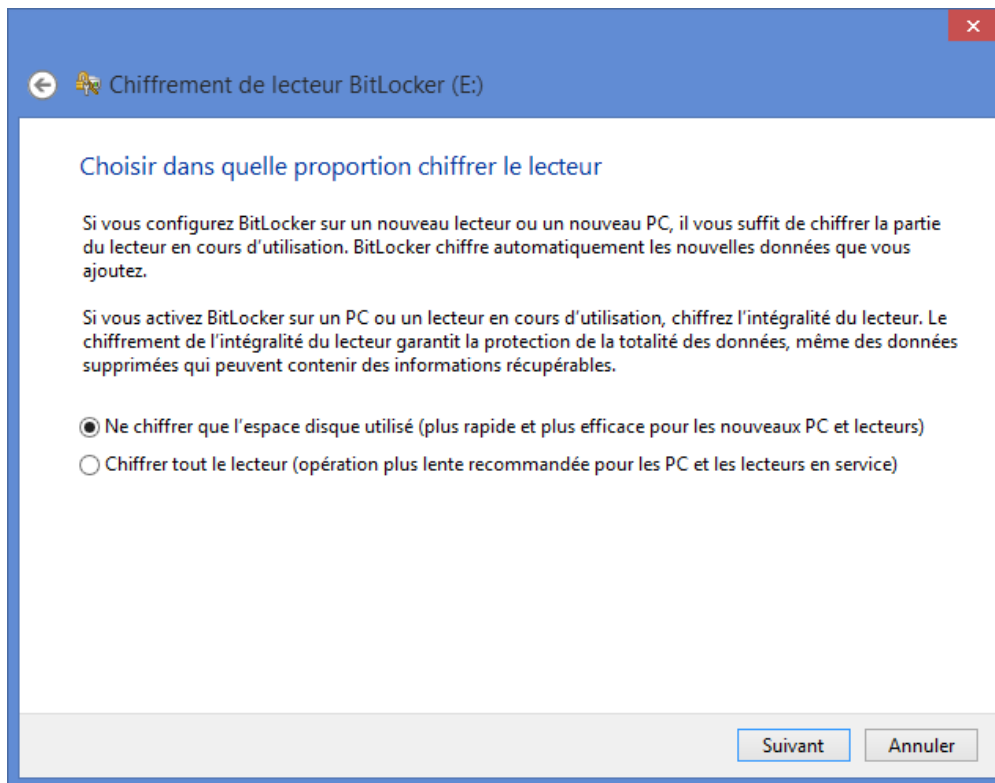 Chiffrement de lecteur BitLocker (E:)
Choisir dans quelle proportion chiffrer le lecteur
Si vous configurez BitLocker sur un nouveau lecteur ou un nouveau PC, il vous suffit de chiffrer la partie
du lecteur en cours d'utilisation. BitLocker chiffre automatiquement les nouvelles données que vous
ajoutez.
Si vous activez BitLocker sur un PC ou un lecteur en cours d'utilisation, chiffrez l'intégralité du lecteur. Le
chiffrement de l'intégralité du lecteur garantit la protection de la totalité des données, même des données
supprimées qui peuvent contenir des informations récupérables.
Ne chiffrer que l'espace disque utilisé (plus rapide et plus efficace pour les nouveaux PC et lecteurs)
Chiffrer tout le lecteur (opération plus lente recommandée pour les PC et les lecteurs en service)
Suivant
Annuler